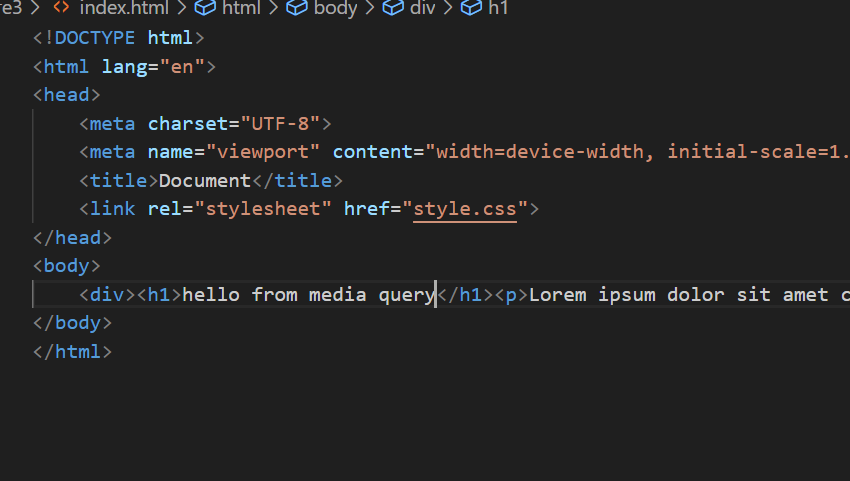 re3 > <> index.html > html > body > div > h1
<!DOCTYPE html>
<html lang="en">
<head>
<meta charset="UTF-8">
<meta name="viewport" content="width=device-width, initial-scale=1.
<title>Document</title>
<link rel="stylesheet" href="style.css">
</head>
<body>
<div><h1>hello from media query</h1><p>Lorem ipsum dolor sit amet c
</body>
</html>